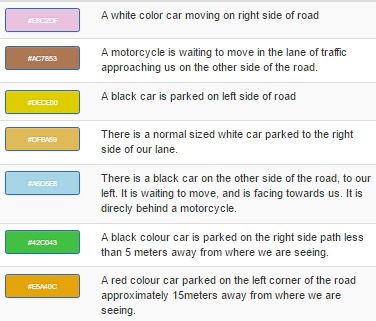 #E8C2DF
A white color car moving on right side of road
#AC7853
A motorcycle is waiting to move in the lane of traffic
approaching us on the other side of the road.
#DECE00
A black car is parked on left side of road
There is a normal sized white car parked to the right
side of our lane.
There is a black car on the other side of the road, to our
left. It is waiting to move, and is facing towards us. It is
direcly behind a motorcycle.
#42C043
A black colour car is parked on the right side path less
than 5 meters away from where we are seeing.
#E5A40C
A red colour car parked on the left corner of the road
approximately 15meters away from where we are
seeing.